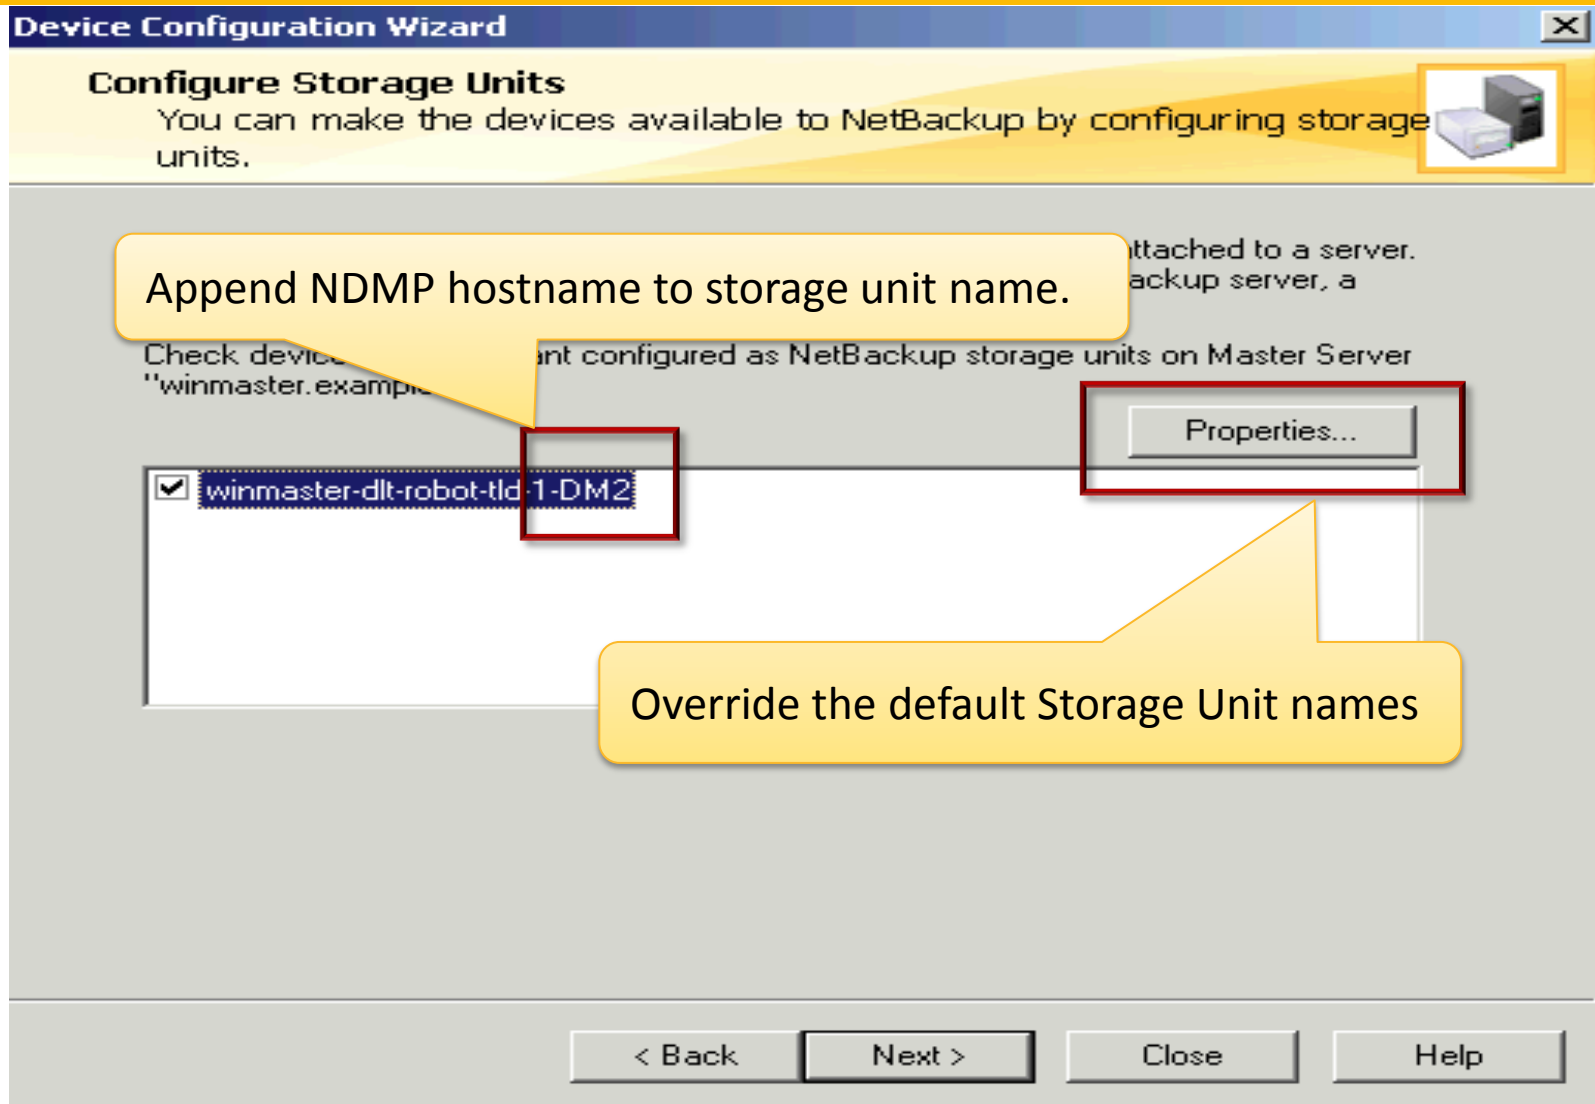 Device Configuration Wizard
Configure Storage Units
You can make the devices available to NetBackup by configuring storage
units.
attached to a server.
Append NDMP hostname to storage unit name.
ackup server, a
Check devic ant configured as NetBackup storage units on Master Server
"winmaster.example
Properties...
winmaster-dlt-robot-tld-1-DM2
Override the default Storage Unit names
< Back
Next >
Close
Help